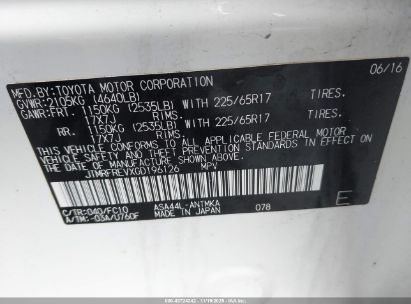 MFD.BY:TOYOTA MOTOR CORPORATION 06/16
GVWR:2105KG (4640LB)
GAWR:FRT. 1150KG (2535LB) WITH 225/65R17 TIRES.
17X7J RIMS.
RR. 1150KG (2535LB) WITH 225/65R17 TIRES.
17X7J RIMS.
THIS VEHICLE CONFORMS TO ALL APPLICABLE FEDERAL MOTOR
VEHICLE SAFETY AND THEFT PREVENTION STANDARDS IN EFFECT
ON THE DATE OF MANUFACTURE SHOWN ABOVE.
JTMRFREVXGD196126 MPV
C/TR:040/FC10 ASA44L-ANTMKA
A/TM:-03A/U760F MADE IN JAPAN 078 E